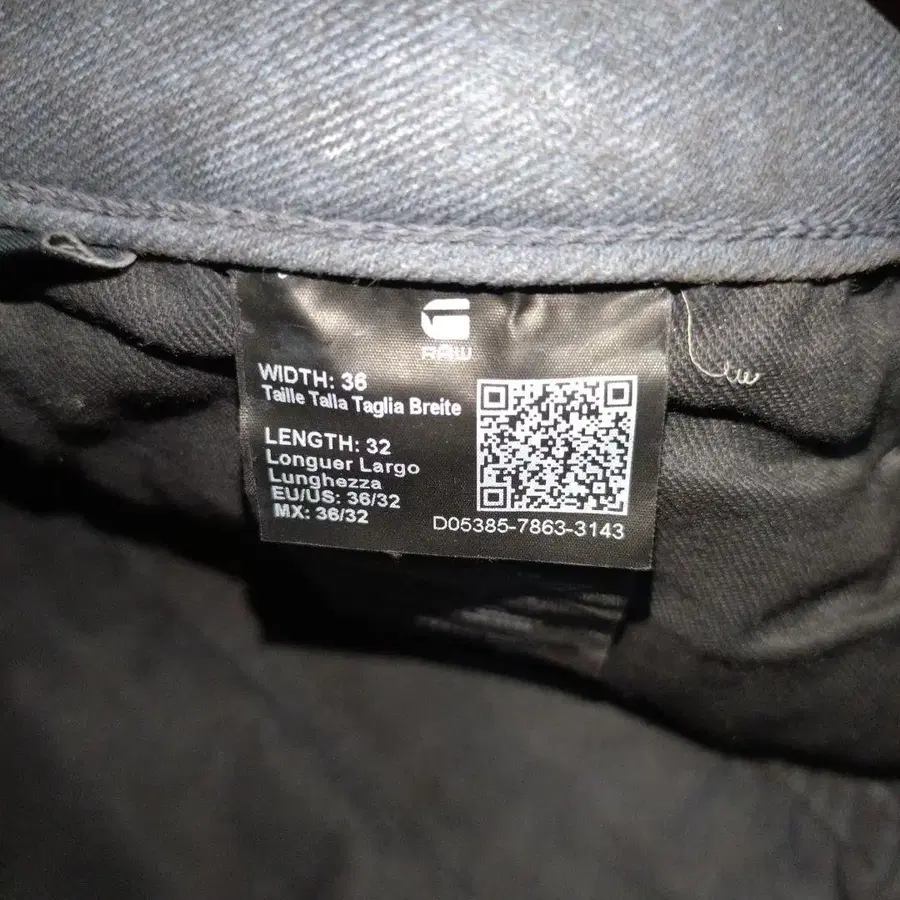 RAW
WIDTH: 36
Taille Talla Taglia Breite
LENGTH: 32
Longuer Largo
Lunghezza
EU/US: 36/32
MX: 36/32
D05385-7863-3143